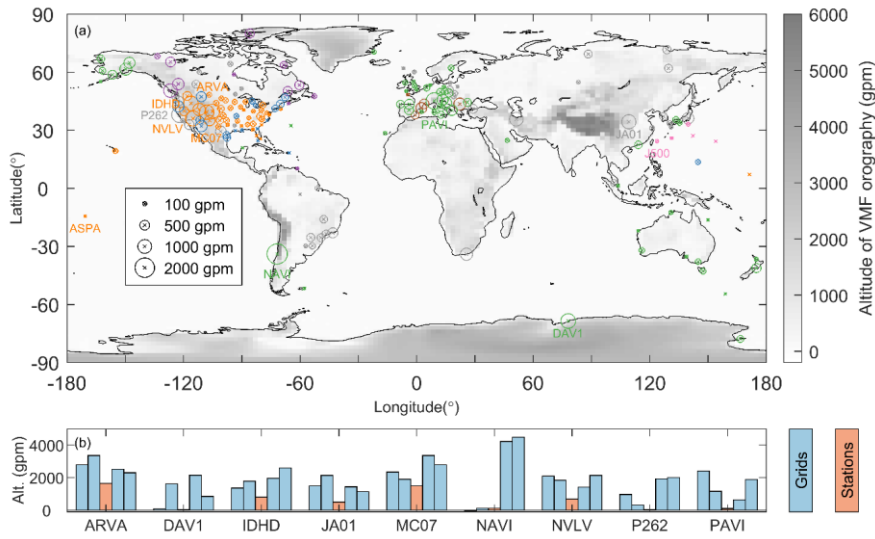 (a)
90
60
30
0
-30
-60
-90
Latitude(°)
ARVA
IDHD
P262
NVLV
MC07
PAVI
JA01
J500
ASPA
NAVI
DAV1
100 gpm
500 gpm
1000 gpm
2000 gpm
-180 -120 -60 0 60 120 180
Longitude(°)
6000
5000
4000
3000
2000
1000
0
Altitude of VMF orography (gpm)
(b)
4000
2000
0
Alt. (gpm)
ARVA DAV1 IDHD JA01 MC07 NAVI NVLV P262 PAVI
Grids
Stations